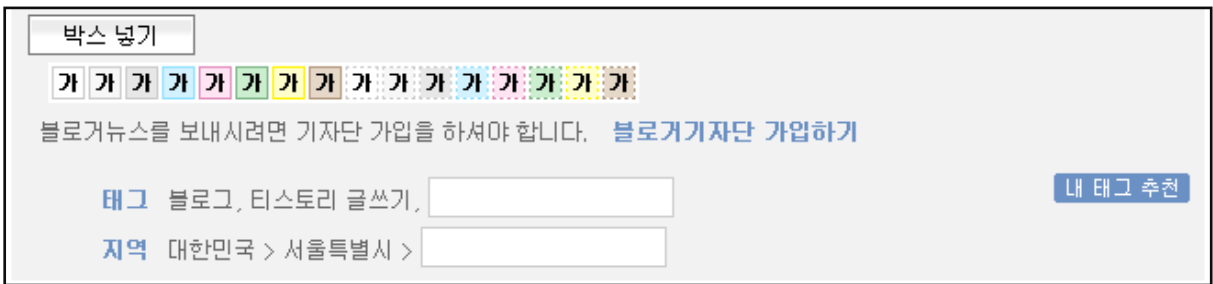 박스 넣기
가 가 가 가 가 가 가 가 가 가 가 가 가 가 가 가
블로거뉴스를 보내시려면 기자단 가입을 하셔야 합니다. 블로거기자단 가입하기
태그 블로그, 티스토리 글쓰기, 내 태그 추천
지역 대한민국 > 서울특별시 >